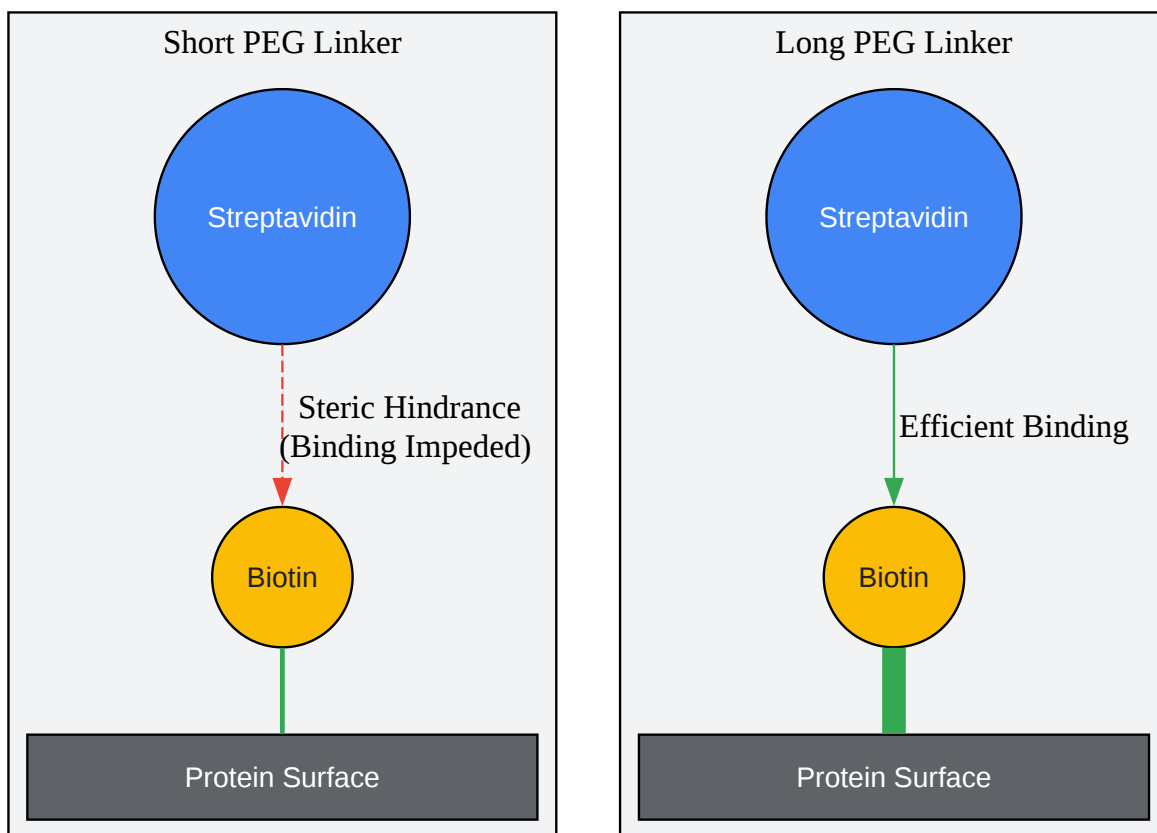 Short PEG Linker
Streptavidin
Steric Hindrance
(Binding Impeded)
Biotin
Protein Surface
Long PEG Linker
Streptavidin
Efficient Binding
Biotin
Protein Surface